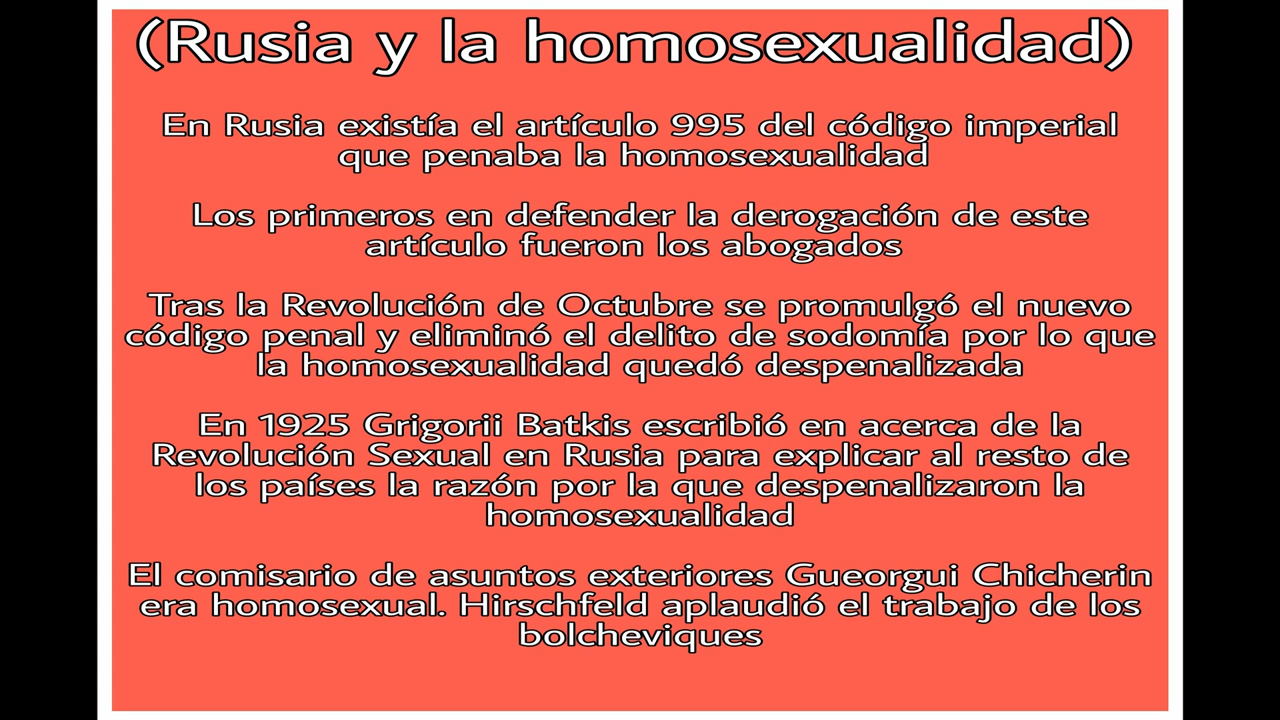 (Rusia y la homosexualidad)
En Rusia existía el artículo 995 del código imperial
que penaba la homosexualidad
Los primeros en defender la derogación de este
artículo fueron los abogados
Tras la Revolución de Octubre se promulgó el nuevo
código penal y eliminó el delito de sodomía por lo que
la homosexualidad quedó despenalizada
En 1925 Grigorii Batkis escribió en acerca de la
Revolución Sexual en Rusia para explicar al resto de
los países la razón por la que despenalizaron la
homosexualidad
El comisario de asuntos exteriores Gueorgui Chicherin
era homosexual. Hirschfeld aplaudió el trabajo de los
bolcheviques